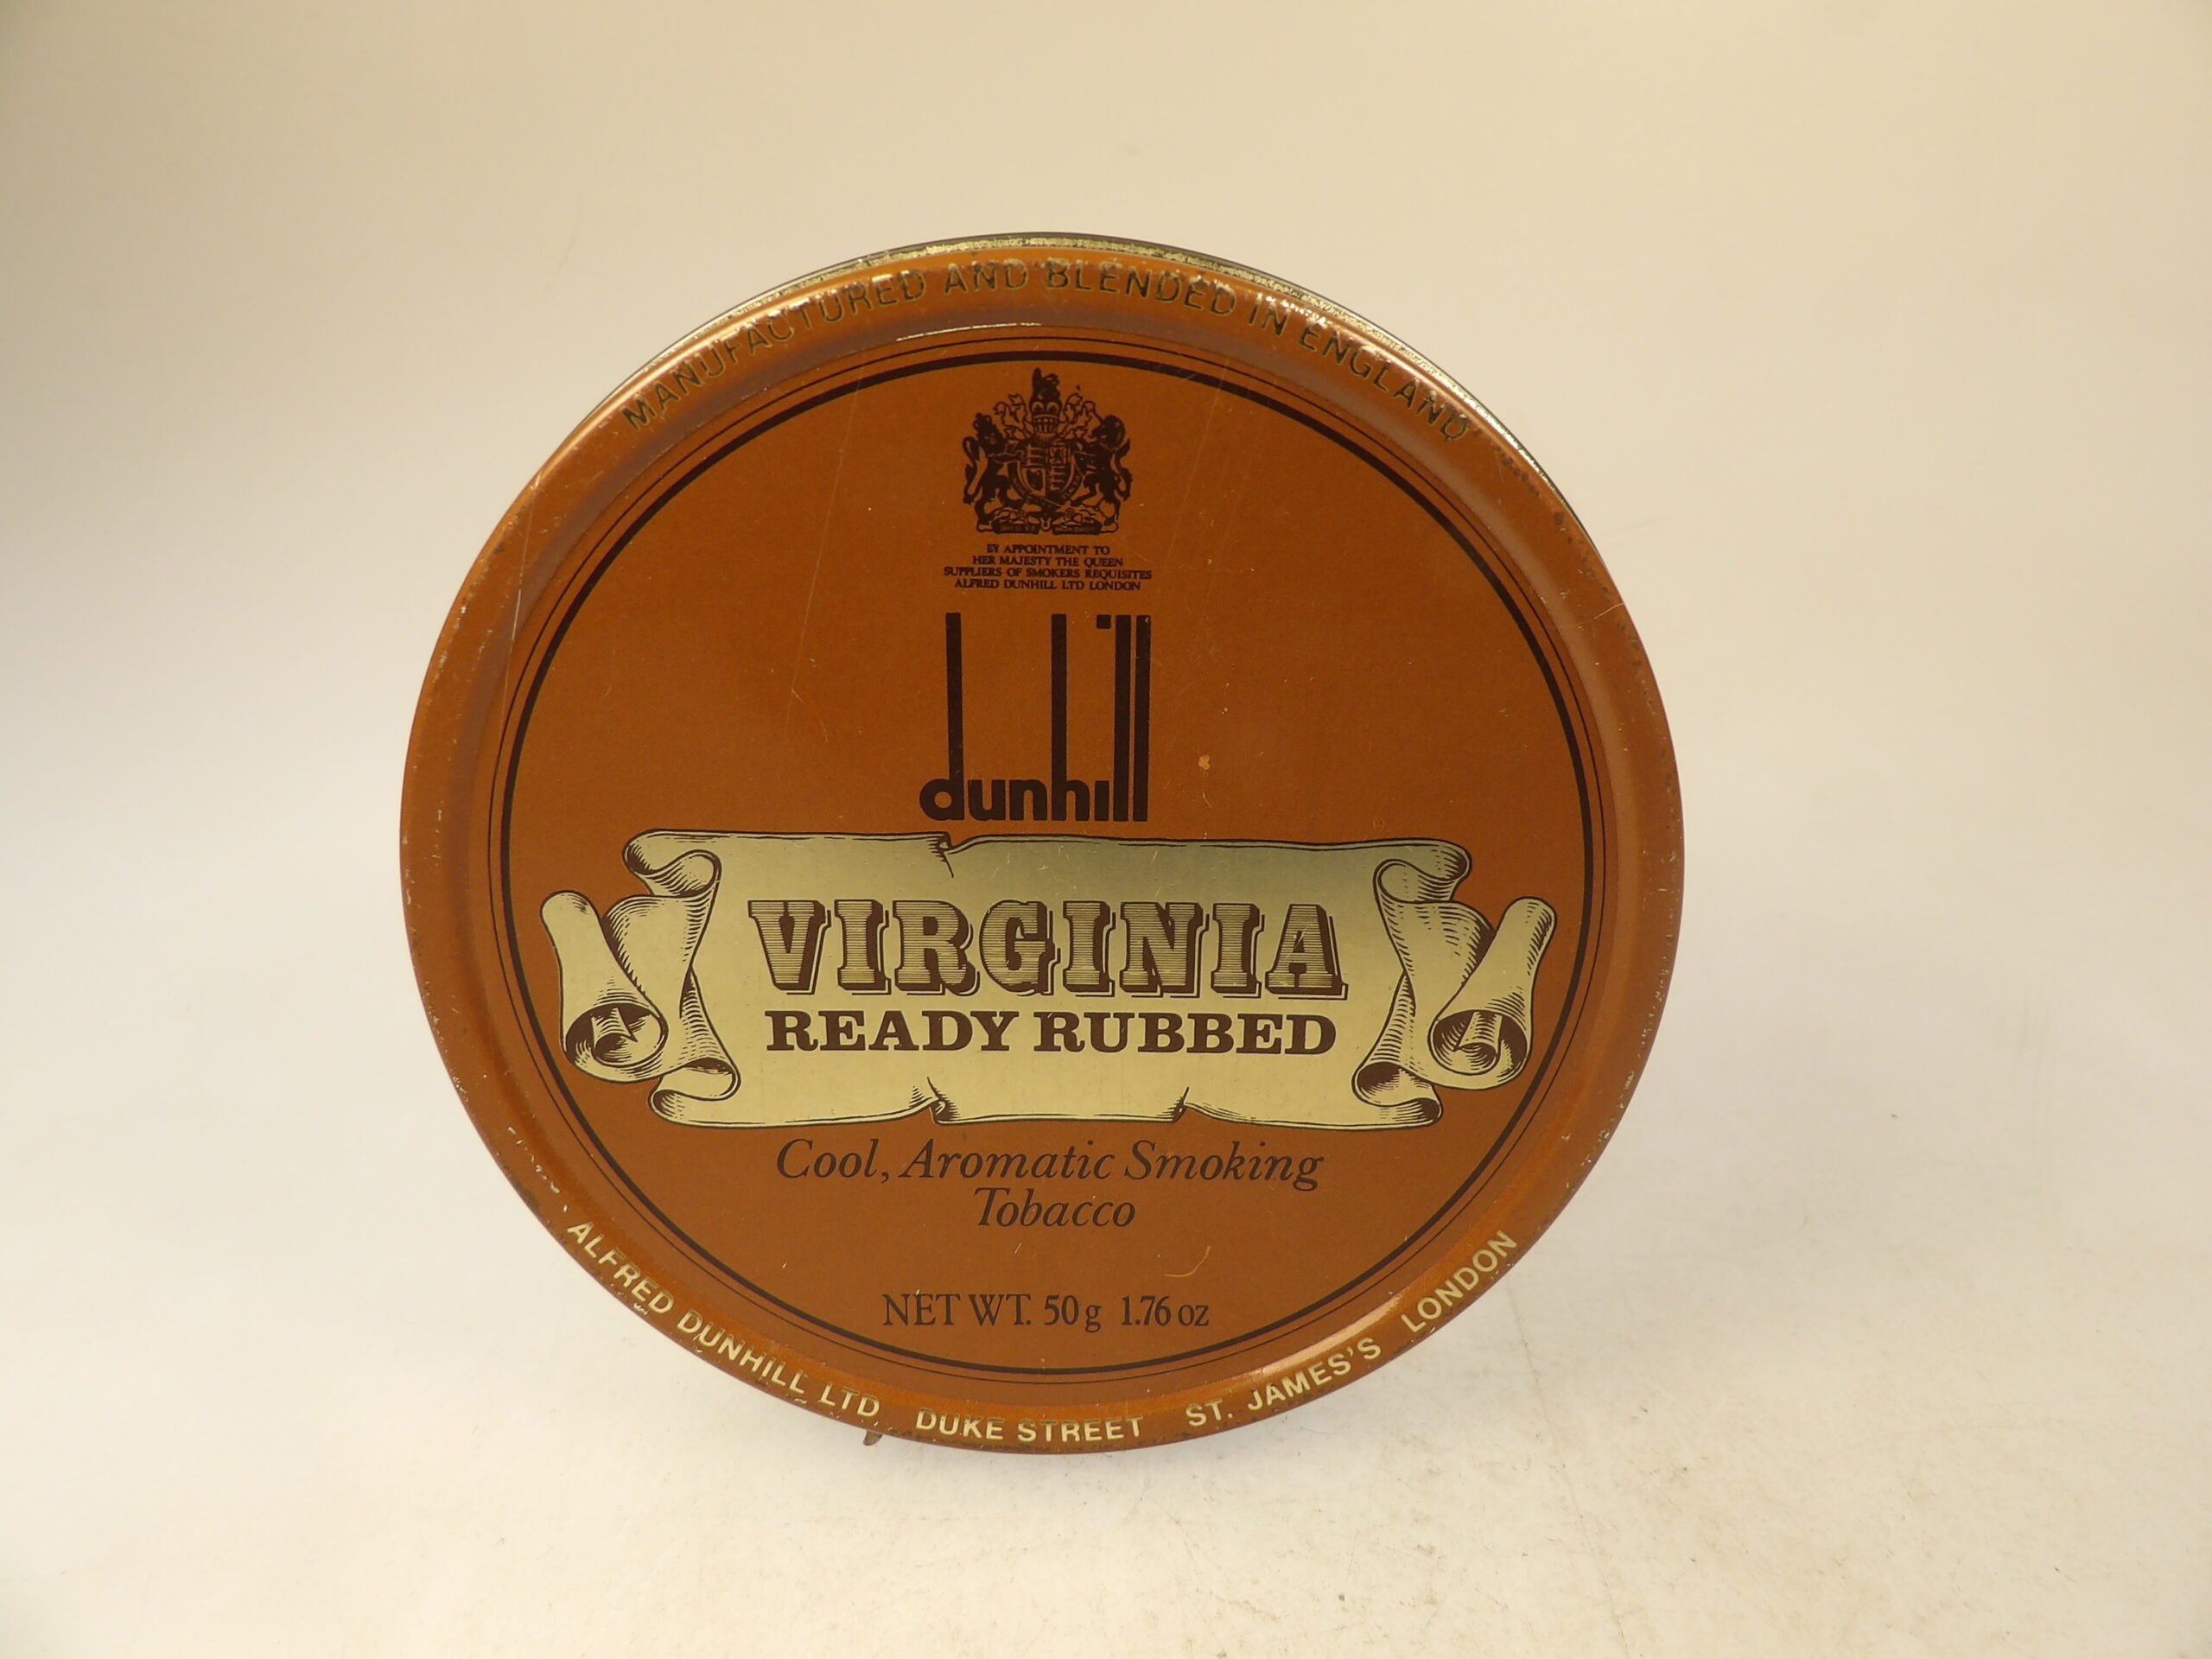 MANUFACTURED AND BLENDED IN ENGLAND
BY APPOINTMENT TO
HER MAJESTY THE QUEEN
SUPPLIERS OF SMOKERS REQUISITES
ALFRED DUNHILL LTD LONDON
dunhill
VIRGINIA
READY RUBBED
Cool, Aromatic Smoking
Tobacco
NET WT. 50g 1.76 oz
ALFRED DUNHILL LTD DUKE STREET ST. JAMES'S LONDON